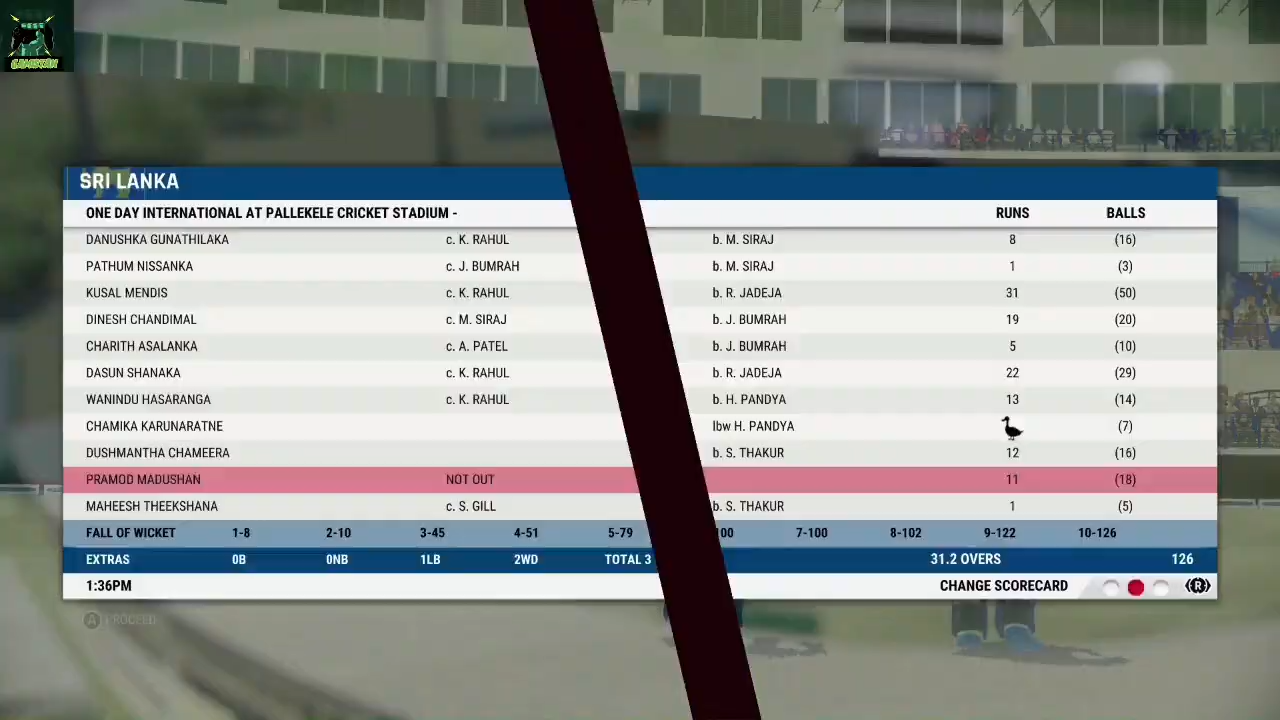 GAMISTAN
SRI LANKA
ONE DAY INTERNATIONAL AT PALLEKELE CRICKET STADIUM - RUNS BALLS
DANUSHKA GUNATHILAKA c. K. RAHUL b. M. SIRAJ 8 (16)
PATHUM NISSANKA c. J. BUMRAH b. M. SIRAJ 1 (3)
KUSAL MENDIS c. K. RAHUL b. R. JADEJA 31 (50)
DINESH CHANDIMAL c. M. SIRAJ b. J. BUMRAH 19 (20)
CHARITH ASALANKA c. A. PATEL b. J. BUMRAH 5 (10)
DASUN SHANAKA c. K. RAHUL b. R. JADEJA 22 (29)
WANINDU HASARANGA c. K. RAHUL b. H. PANDYA 13 (14)
CHAMIKA KARUNARATNE lbw H. PANDYA (7)
DUSHMANTHA CHAMEERA b. S. THAKUR 12 (16)
PRAMOD MADUSHAN NOT OUT 11 (18)
MAHEESH THEEKSHANA c. S. GILL b. S. THAKUR 1 (5)
FALL OF WICKET 1-8 2-10 3-45 4-51 5-79 100 7-100 8-102 9-122 10-126
EXTRAS 0B 0NB 1LB 2WD TOTAL 3 31.2 OVERS 126
1:36PM CHANGE SCORECARD R
A PROCEED